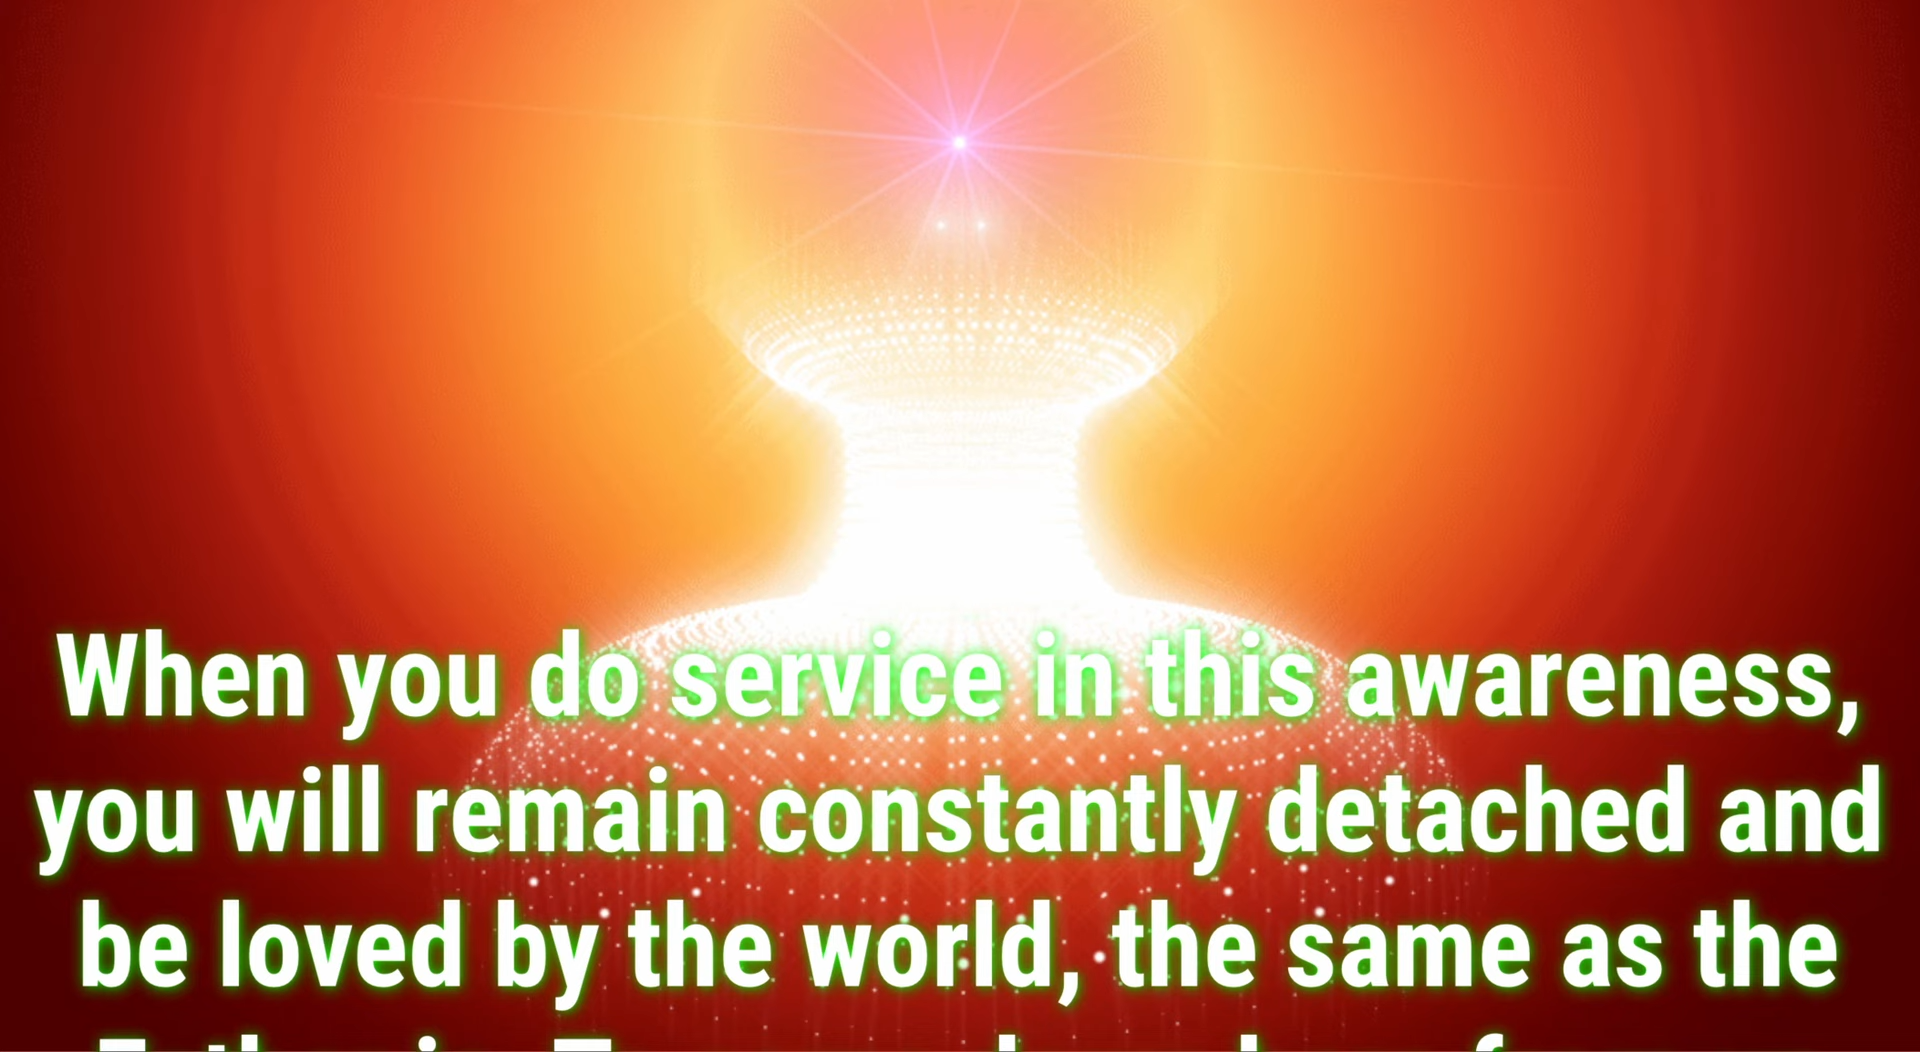 When you do service in this awareness,
you will remain constantly detached and
be loved by the world, the same as the